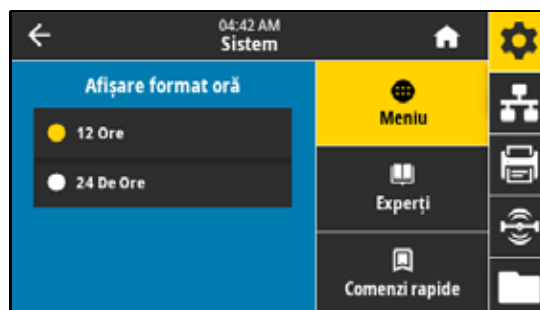 04:42 AM
Sistem
Afișare format oră
12 Ore
24 De Ore
Meniu
Experți
Comenzi rapide